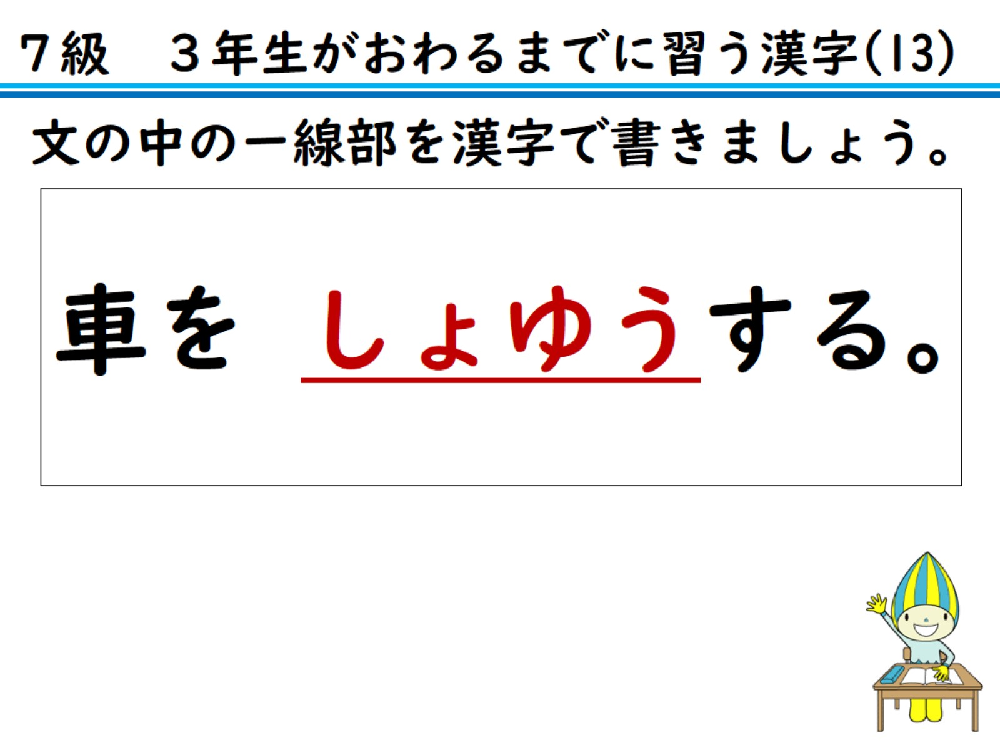 ７級　３年生がおわるまでに習う漢字(13)
文の中の一線部を漢字で書きましょう。
車を　しょゆうする。